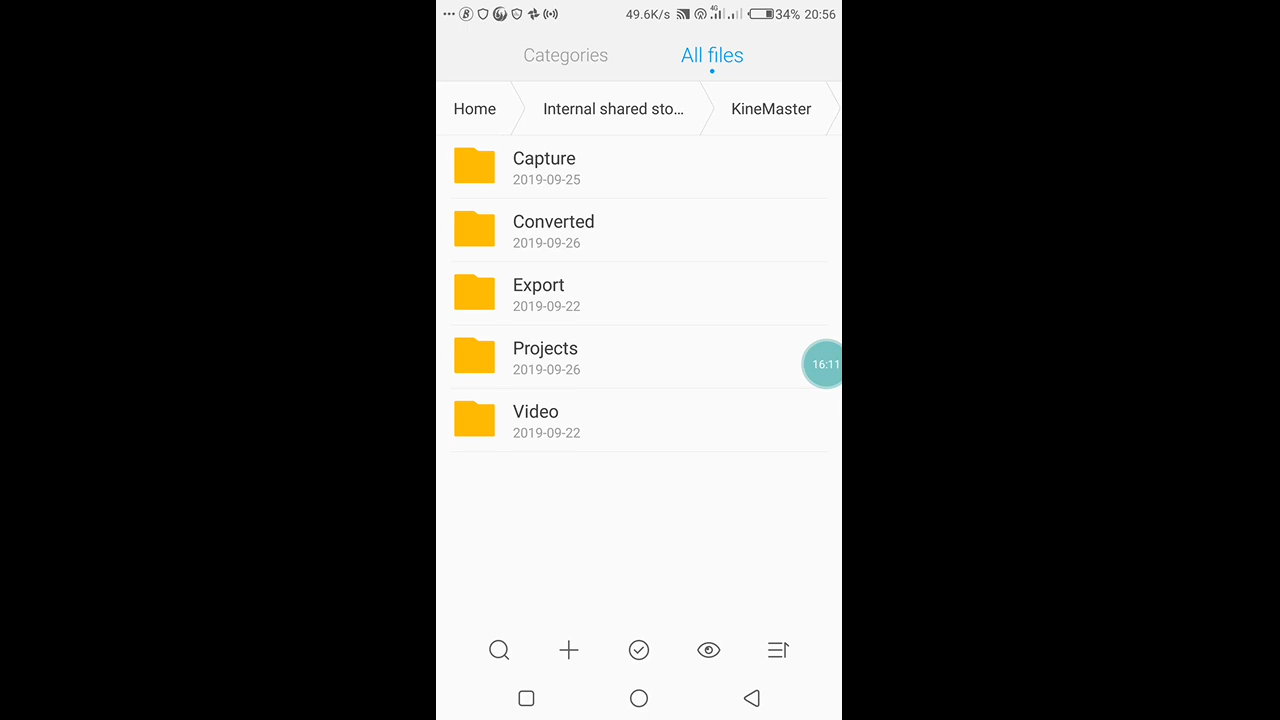 49.6K/s 4G 34% 20:56
Categories All files
Home Internal shared sto... KineMaster
Capture
2019-09-25
Converted
2019-09-26
Export
2019-09-22
Projects
2019-09-26
16:11
Video
2019-09-22